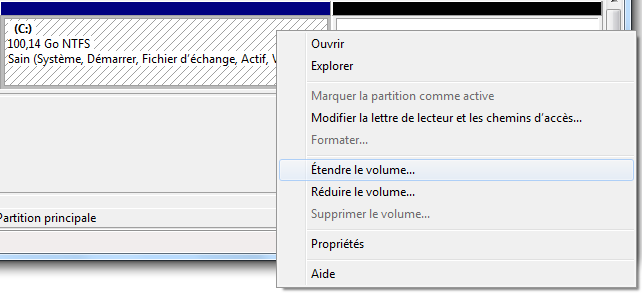 (C:)
100,14 Go NTFS
Sain (Système, Démarrer, Fichier d'échange, Actif,
Ouvrir
Explorer
Marquer la partition comme active
Modifier la lettre de lecteur et les chemins d'accès...
Formater...
Étendre le volume...
Réduire le volume...
Supprimer le volume...
Propriétés
Aide
Partition principale